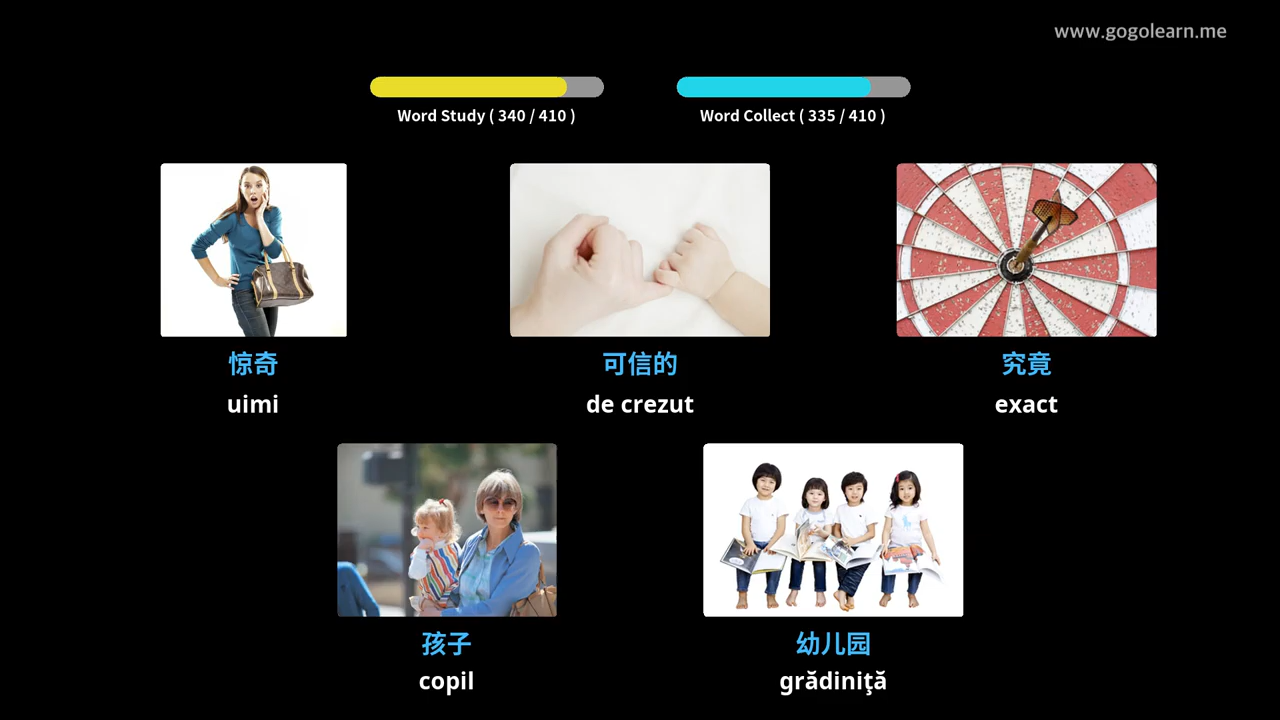 www.gogolearn.me
Word Study ( 340 / 410 )
Word Collect ( 335 / 410 )
惊奇
uimi
可信的
de crezut
究竟
exact
孩子
copil
幼儿园
grădiniţă